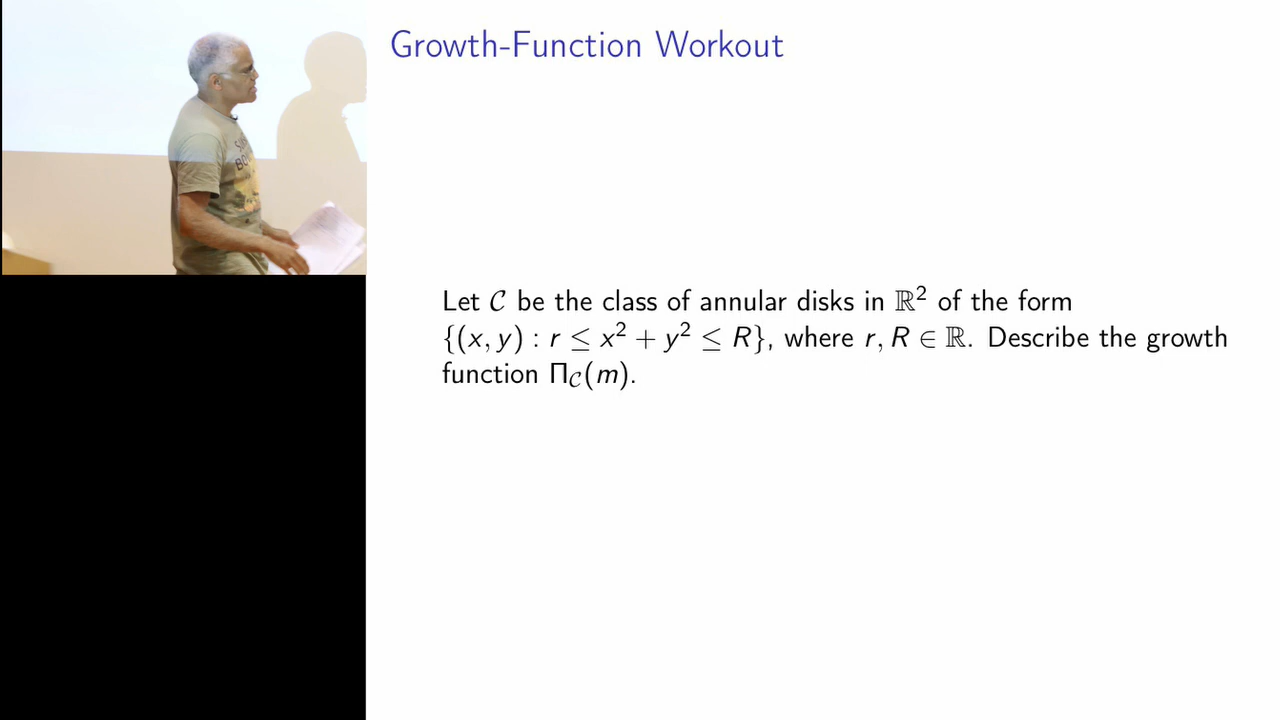 Growth-Function Workout
Let 𝒞 be the class of annular disks in ℝ² of the form
{(x, y) : r ≤ x² + y² ≤ R}, where r, R ∈ ℝ. Describe the growth
function Π_𝒞(m).